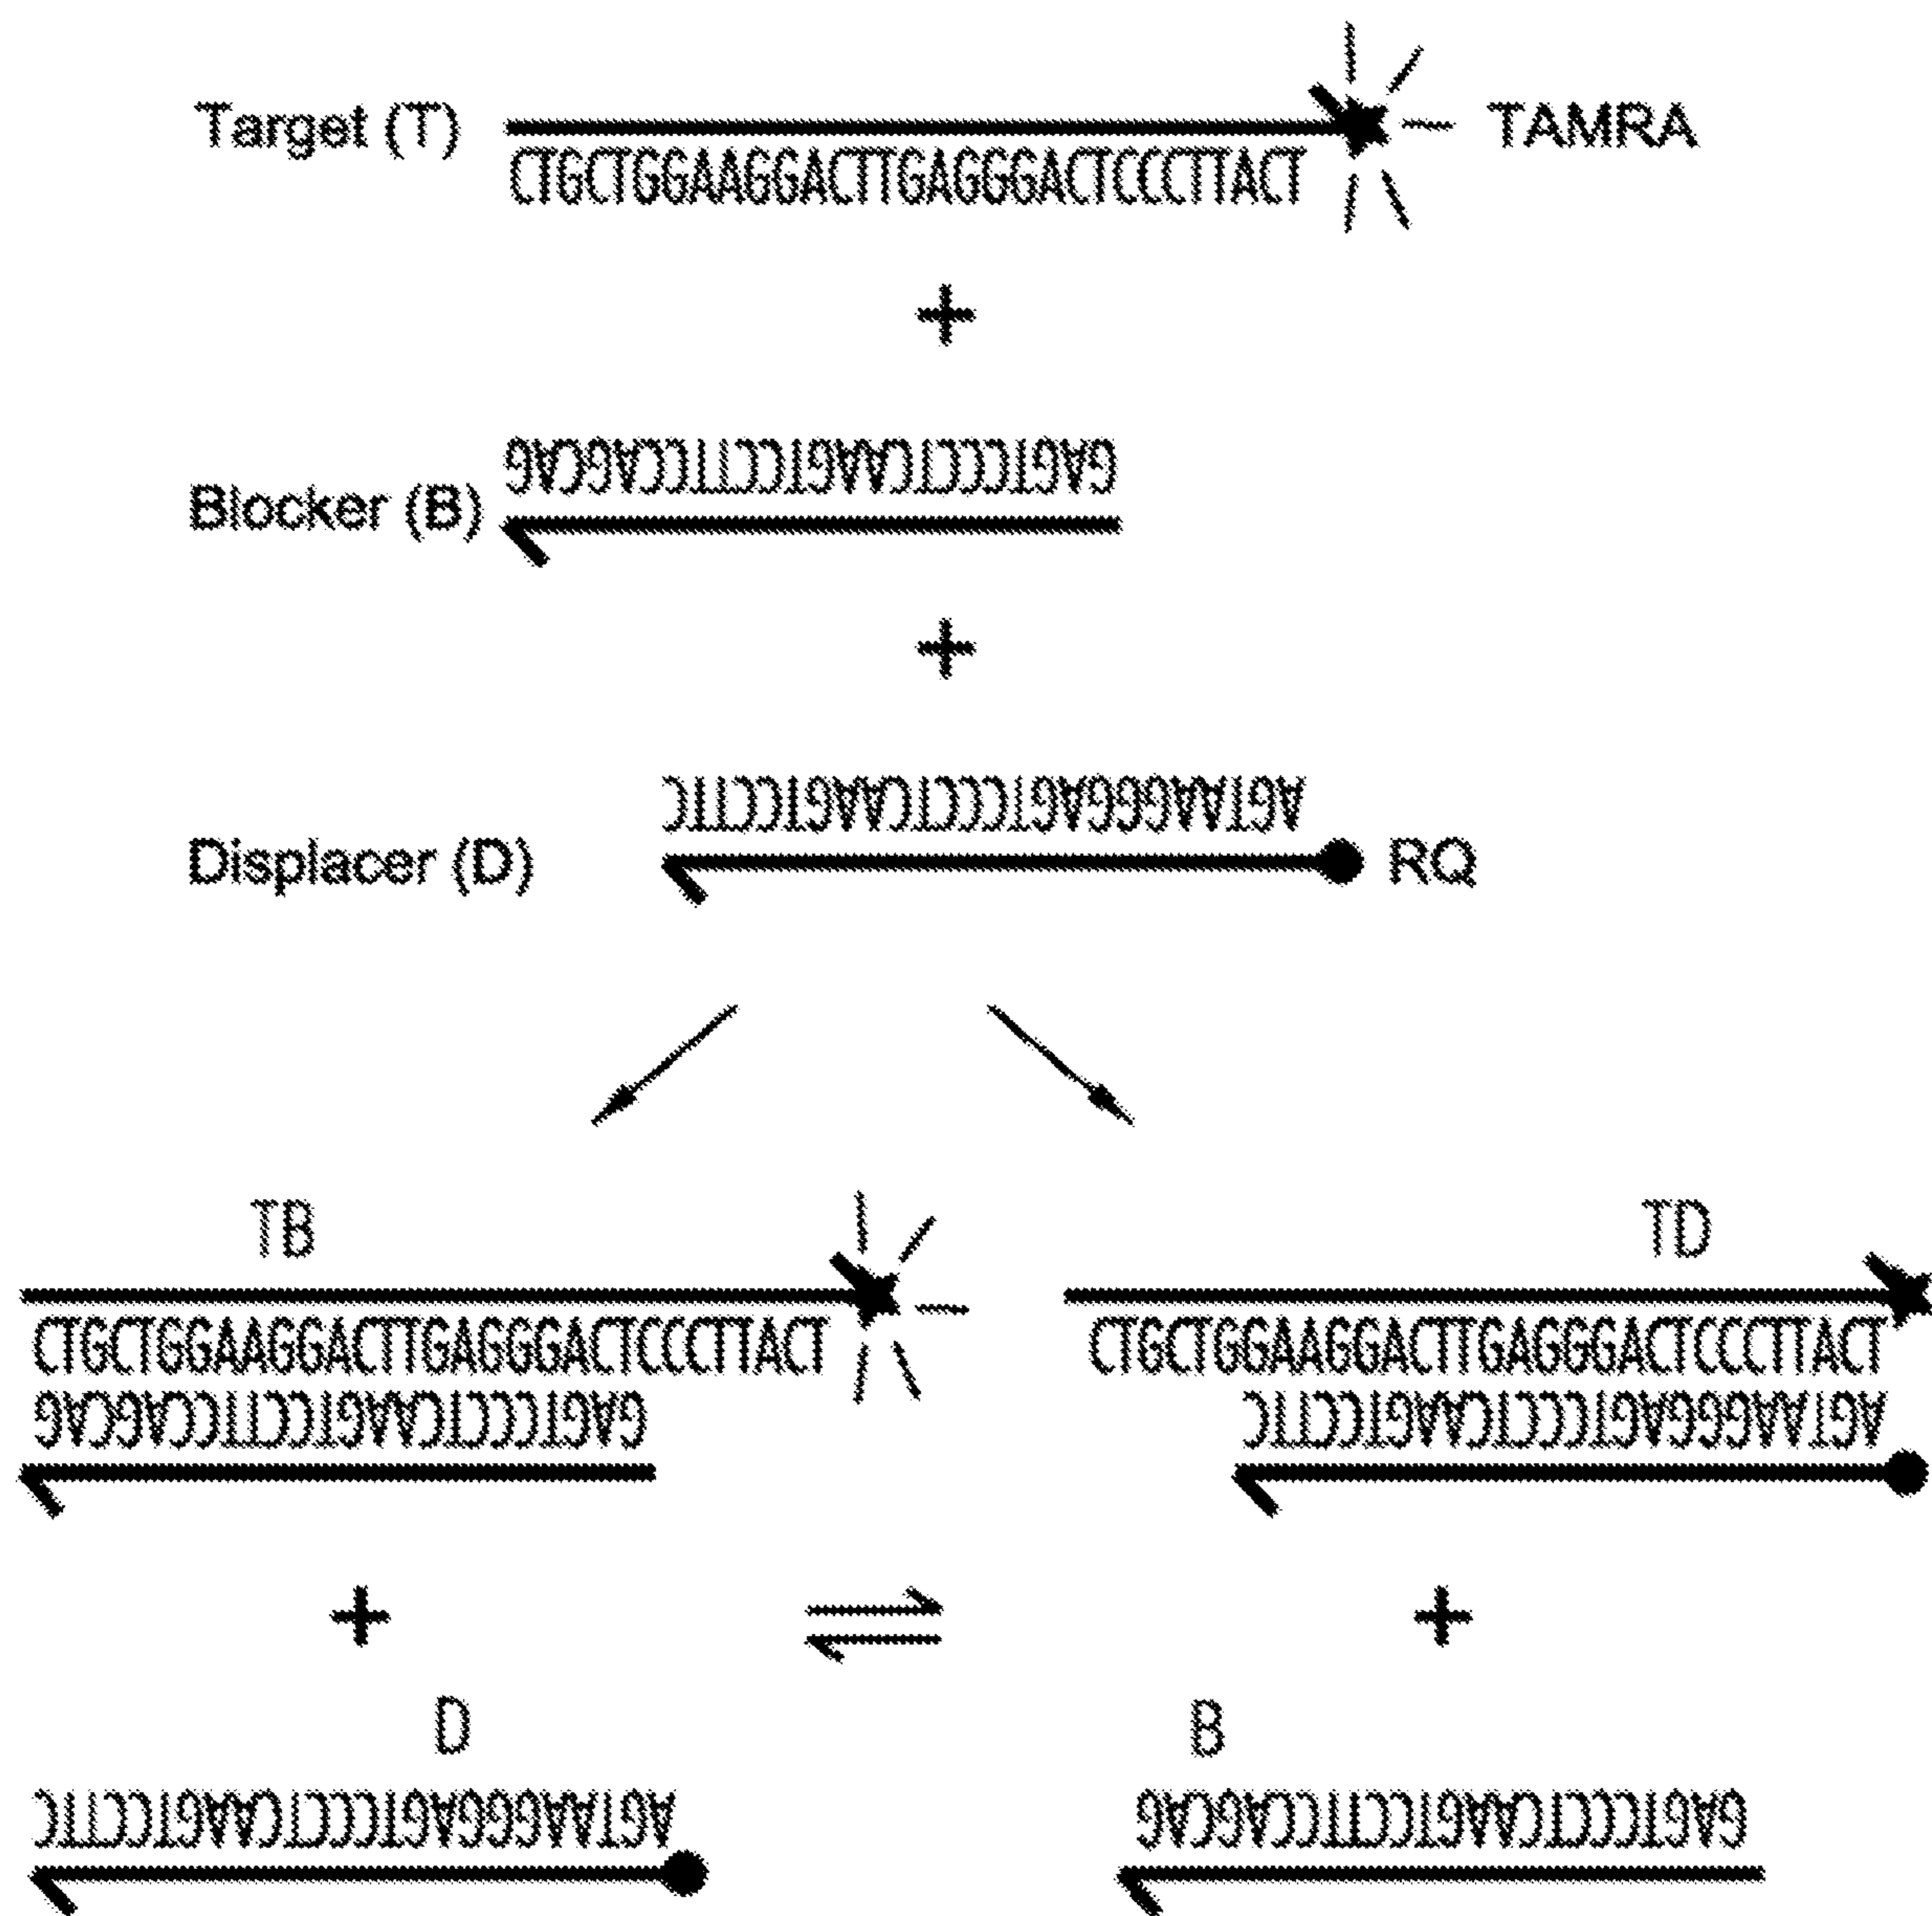 Target (T)
TAMRA
CTGCTGGAAGGACTTGAGGGACTCCCTTACT
+
GAGTCCCTCAAGTCCTTCCAGCAG
Blocker (B)
+
AGTAAGGGAGTCCCTCAAGTCCTTC
Displacer (D)
RQ
TB
CTGCTGGAAGGACTTGAGGGACTCCCTTACT
GAGTCCCTCAAGTCCTTCCAGCAG
+
D
AGTAAGGGAGTCCCTCAAGTCCTTC
⇌
TD
CTGCTGGAAGGACTTGAGGGACTCCCTTACT
AGTAAGGGAGTCCCTCAAGTCCTTC
+
B
GAGTCCCTCAAGTCCTTCCAGCAG